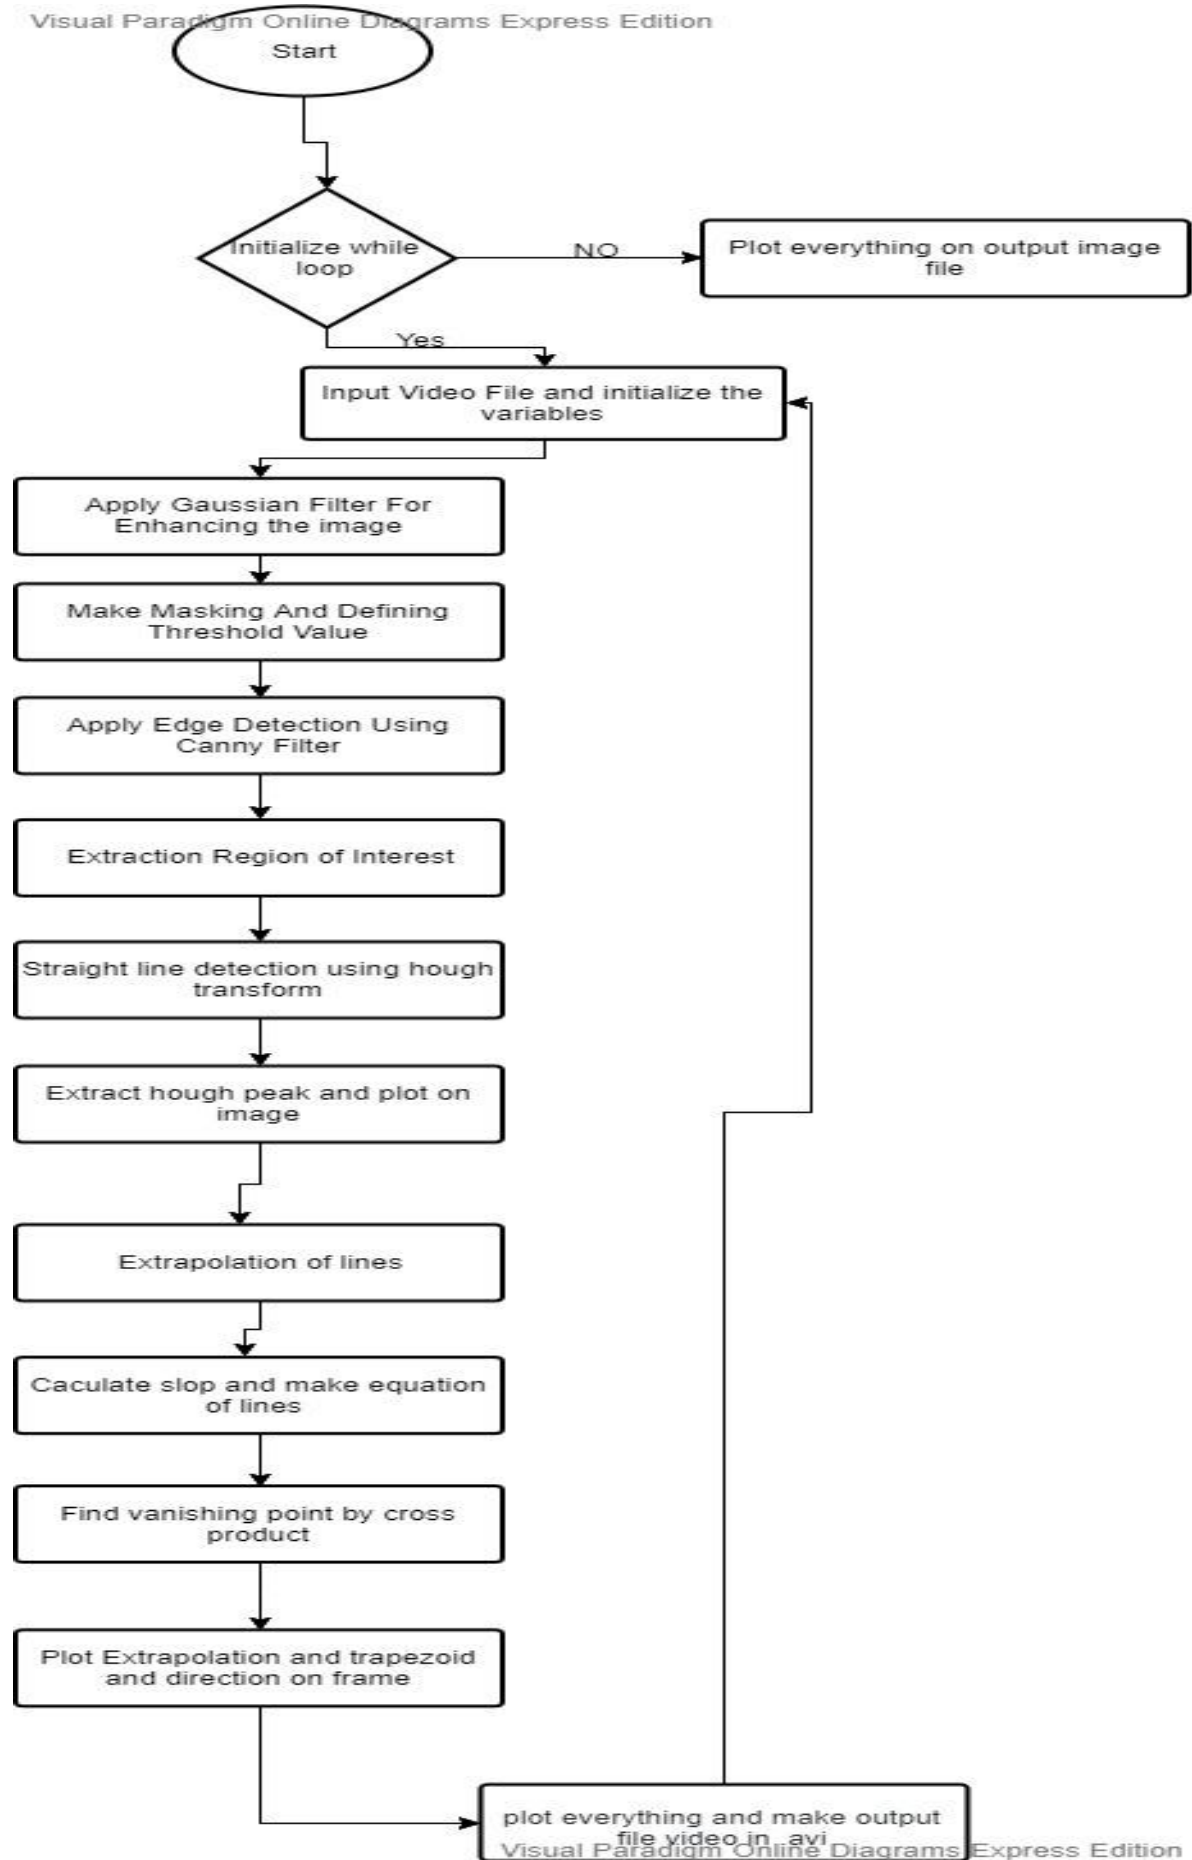 Visual Paradigm Online Diagrams Express Edition
Start
Initialize while
loop
NO
Plot everything on output image
file
Yes
Input Video File and initialize the
variables
Apply Gaussian Filter For
Enhancing the image
Make Masking And Defining
Threshold Value
Apply Edge Detection Using
Canny Filter
Extraction Region of Interest
Straight line detection using hough
transform
Extract hough peak and plot on
image
Extrapolation of lines
Caculate slop and make equation
of lines
Find vanishing point by cross
product
Plot Extrapolation and trapezoid
and direction on frame
plot everything and make output
file video in avi
Visual Paradigm Online Diagrams Express Edition